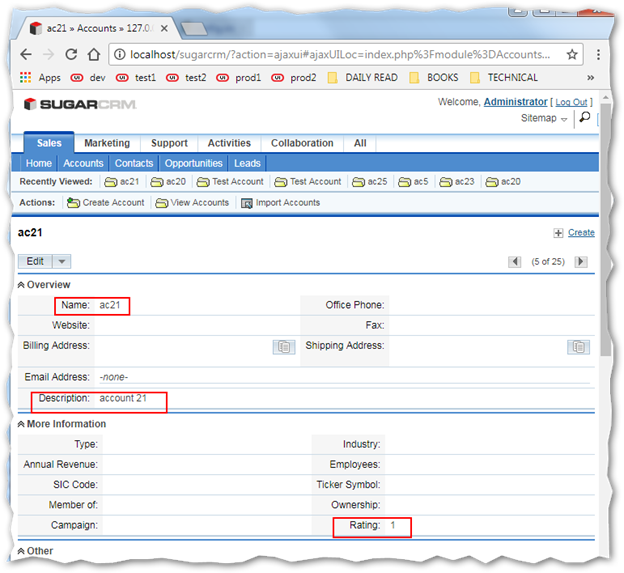 ac21 » Accounts » 127.0.
localhost/sugarcrm/?action=ajaxui#ajaxUILoc=index.php%3Fmodule%3DAccounts...
Apps dev test1 test2 prod1 prod2 DAILY READ BOOKS TECHNICAL »
SUGARCRM. Welcome, Administrator [ Log Out ]
Sitemap
Sales Marketing Support Activities Collaboration All
Home Accounts Contacts Opportunities Leads
Recently Viewed: ac21 ac20 Test Account Test Account ac25 ac5 ac23 ac20
Actions: Create Account View Accounts Import Accounts
ac21 Create
Edit (5 of 25)
Overview
Name: ac21 Office Phone:
Website: Fax:
Billing Address: Shipping Address:
Email Address: -none-
Description: account 21
More Information
Type: Industry:
Annual Revenue: Employees:
SIC Code: Ticker Symbol:
Member of: Ownership:
Campaign: Rating: 1
Other